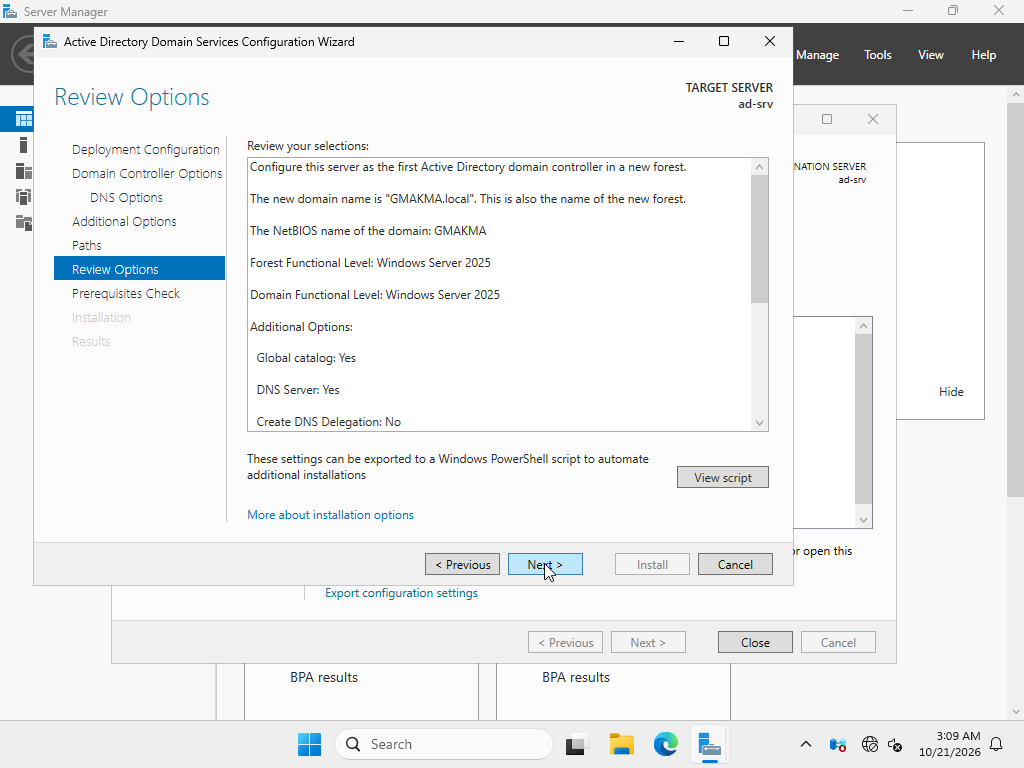 Server Manager
Active Directory Domain Services Configuration Wizard
Manage
Tools
View
Help
Review Options
TARGET SERVER
ad-srv
NATION SERVER
ad-srv
Deployment Configuration
Domain Controller Options
DNS Options
Additional Options
Paths
Review Options
Prerequisites Check
Installation
Results
Review your selections:
Configure this server as the first Active Directory domain controller in a new forest.
The new domain name is "GMAKMA.local". This is also the name of the new forest.
The NetBIOS name of the domain: GMAKMA
Forest Functional Level: Windows Server 2025
Domain Functional Level: Windows Server 2025
Additional Options:
Global catalog: Yes
DNS Server: Yes
Create DNS Delegation: No
Hide
These settings can be exported to a Windows PowerShell script to automate
additional installations
View script
More about installation options
or open this
< Previous
Next >
Install
Cancel
Export configuration settings
< Previous
Next >
Close
Cancel
BPA results
BPA results
Search
3:09 AM
10/21/2026